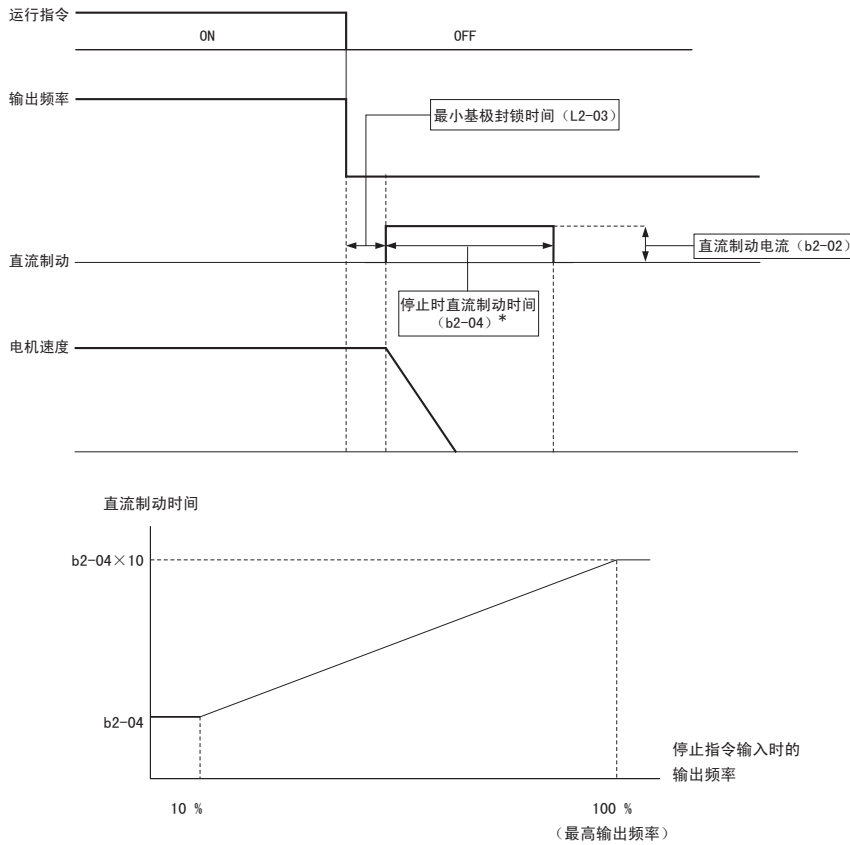 运行指令
ON
OFF
输出频率
最小基极封锁时间（L2-03）
直流制动
直流制动电流（b2-02）
停止时直流制动时间
（b2-04）*
电机速度
直流制动时间
b2-04×10
b2-04
停止指令输入时的
输出频率
10 %
100 %
（最高输出频率）